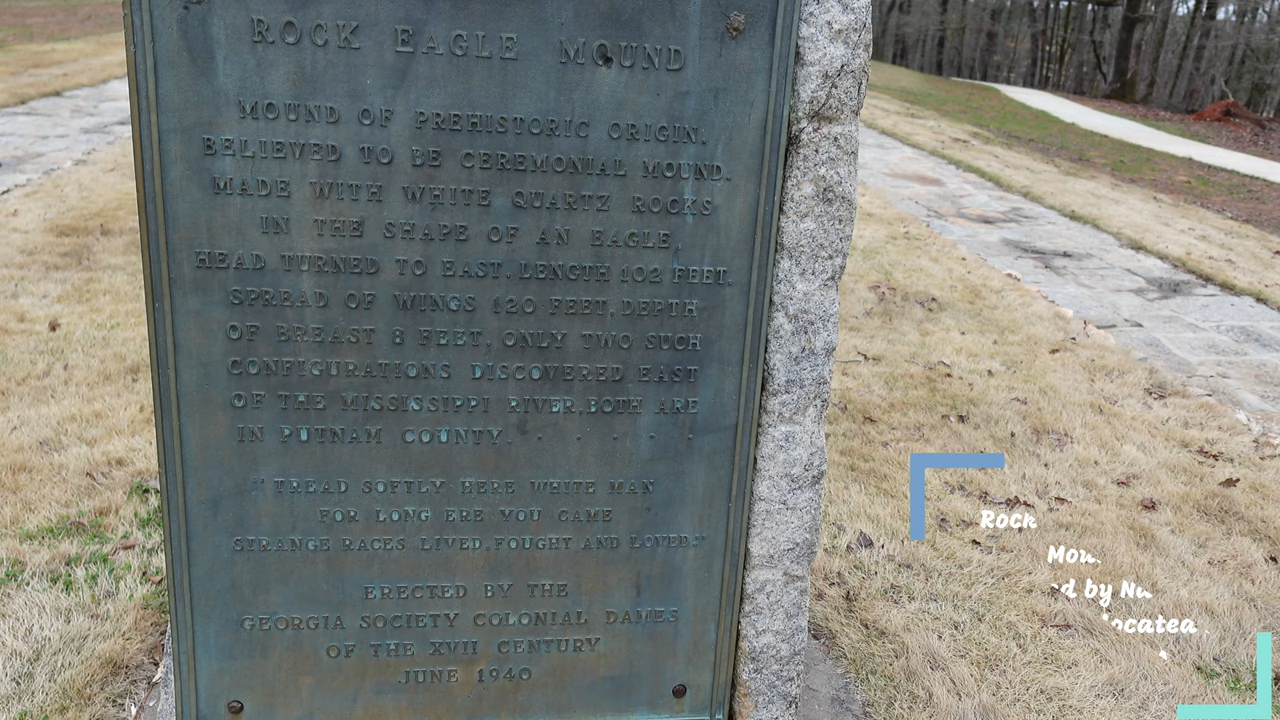 ROCK EAGLE MOUND
MOUND OF PREHISTORIC ORIGIN.
BELIEVED TO BE CEREMONIAL MOUND.
MADE WITH WHITE QUARTZ ROCKS
IN THE SHAPE OF AN EAGLE,
HEAD TURNED TO EAST. LENGTH 102 FEET.
SPREAD OF WINGS 120 FEET, DEPTH
OF BREAST 8 FEET. ONLY TWO SUCH
CONFIGURATIONS DISCOVERED EAST
OF THE MISSISSIPPI RIVER, BOTH ARE
IN PUTNAM COUNTY. . . . . .
"TREAD SOFTLY HERE WHITE MAN
FOR LONG ERE YOU CAME
STRANGE RACES LIVED, FOUGHT AND LOVED."
ERECTED BY THE
GEORGIA SOCIETY COLONIAL DAMES
OF THE XVII CENTURY
JUNE 1940
Rock
by